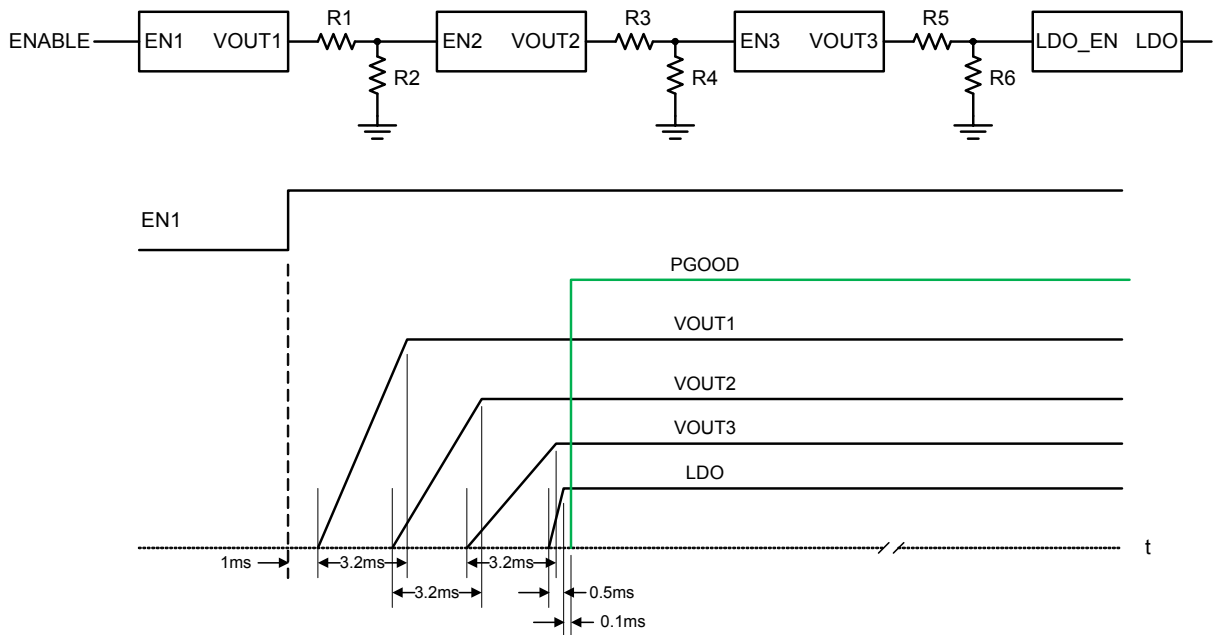 R1 R3 R5
ENABLE EN1 VOUT1 EN2 VOUT2 EN3 VOUT3 LDO_EN LDO
R2 R4 R6
EN1
PGOOD
VOUT1
VOUT2
VOUT3
LDO
t
1ms 3.2ms 3.2ms
3.2ms 0.5ms
0.1ms